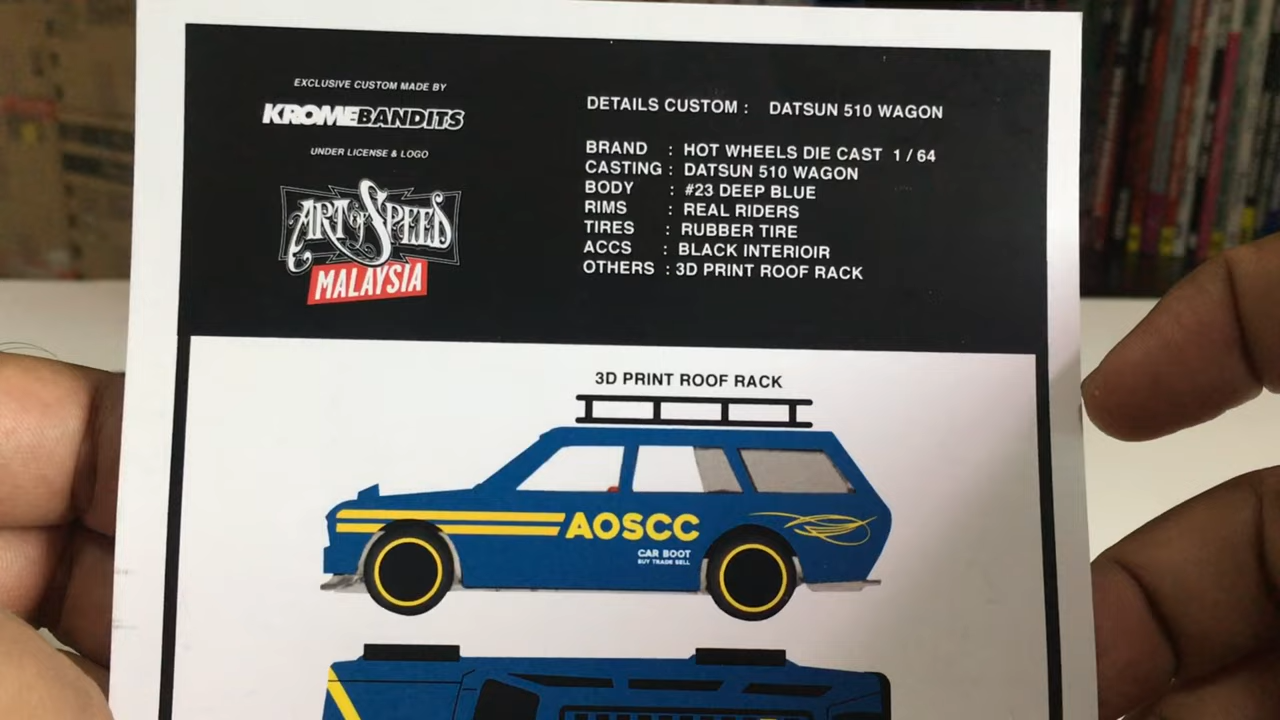 EXCLUSIVE CUSTOM MADE BY
KROMEBANDITS
UNDER LICENSE & LOGO
ART of SPEED
MALAYSIA
DETAILS CUSTOM : DATSUN 510 WAGON
BRAND : HOT WHEELS DIE CAST 1 / 64
CASTING : DATSUN 510 WAGON
BODY : #23 DEEP BLUE
RIMS : REAL RIDERS
TIRES : RUBBER TIRE
ACCS : BLACK INTERIOIR
OTHERS : 3D PRINT ROOF RACK
3D PRINT ROOF RACK
AOSCC
CAR BOOT
BUY TRADE SELL